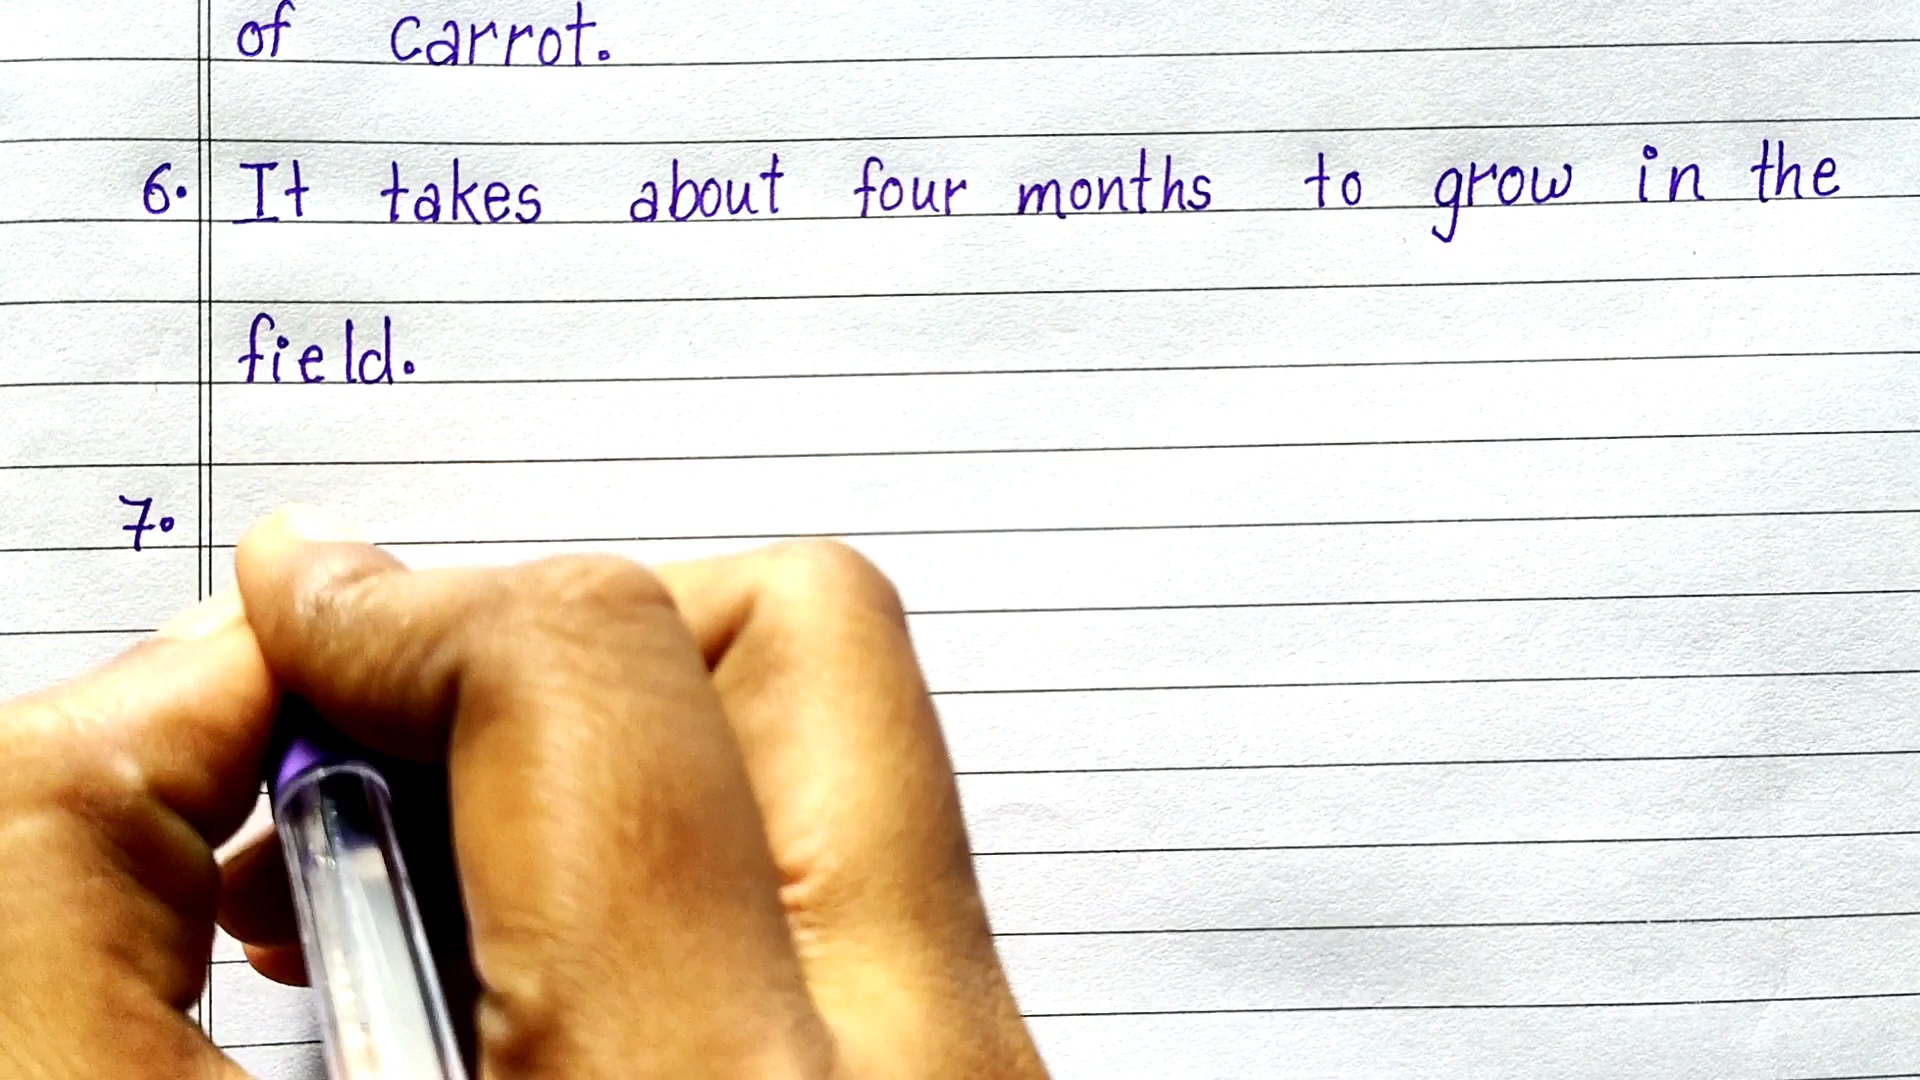 of carrot.
6. It takes about four months to grow in the
field.
7.